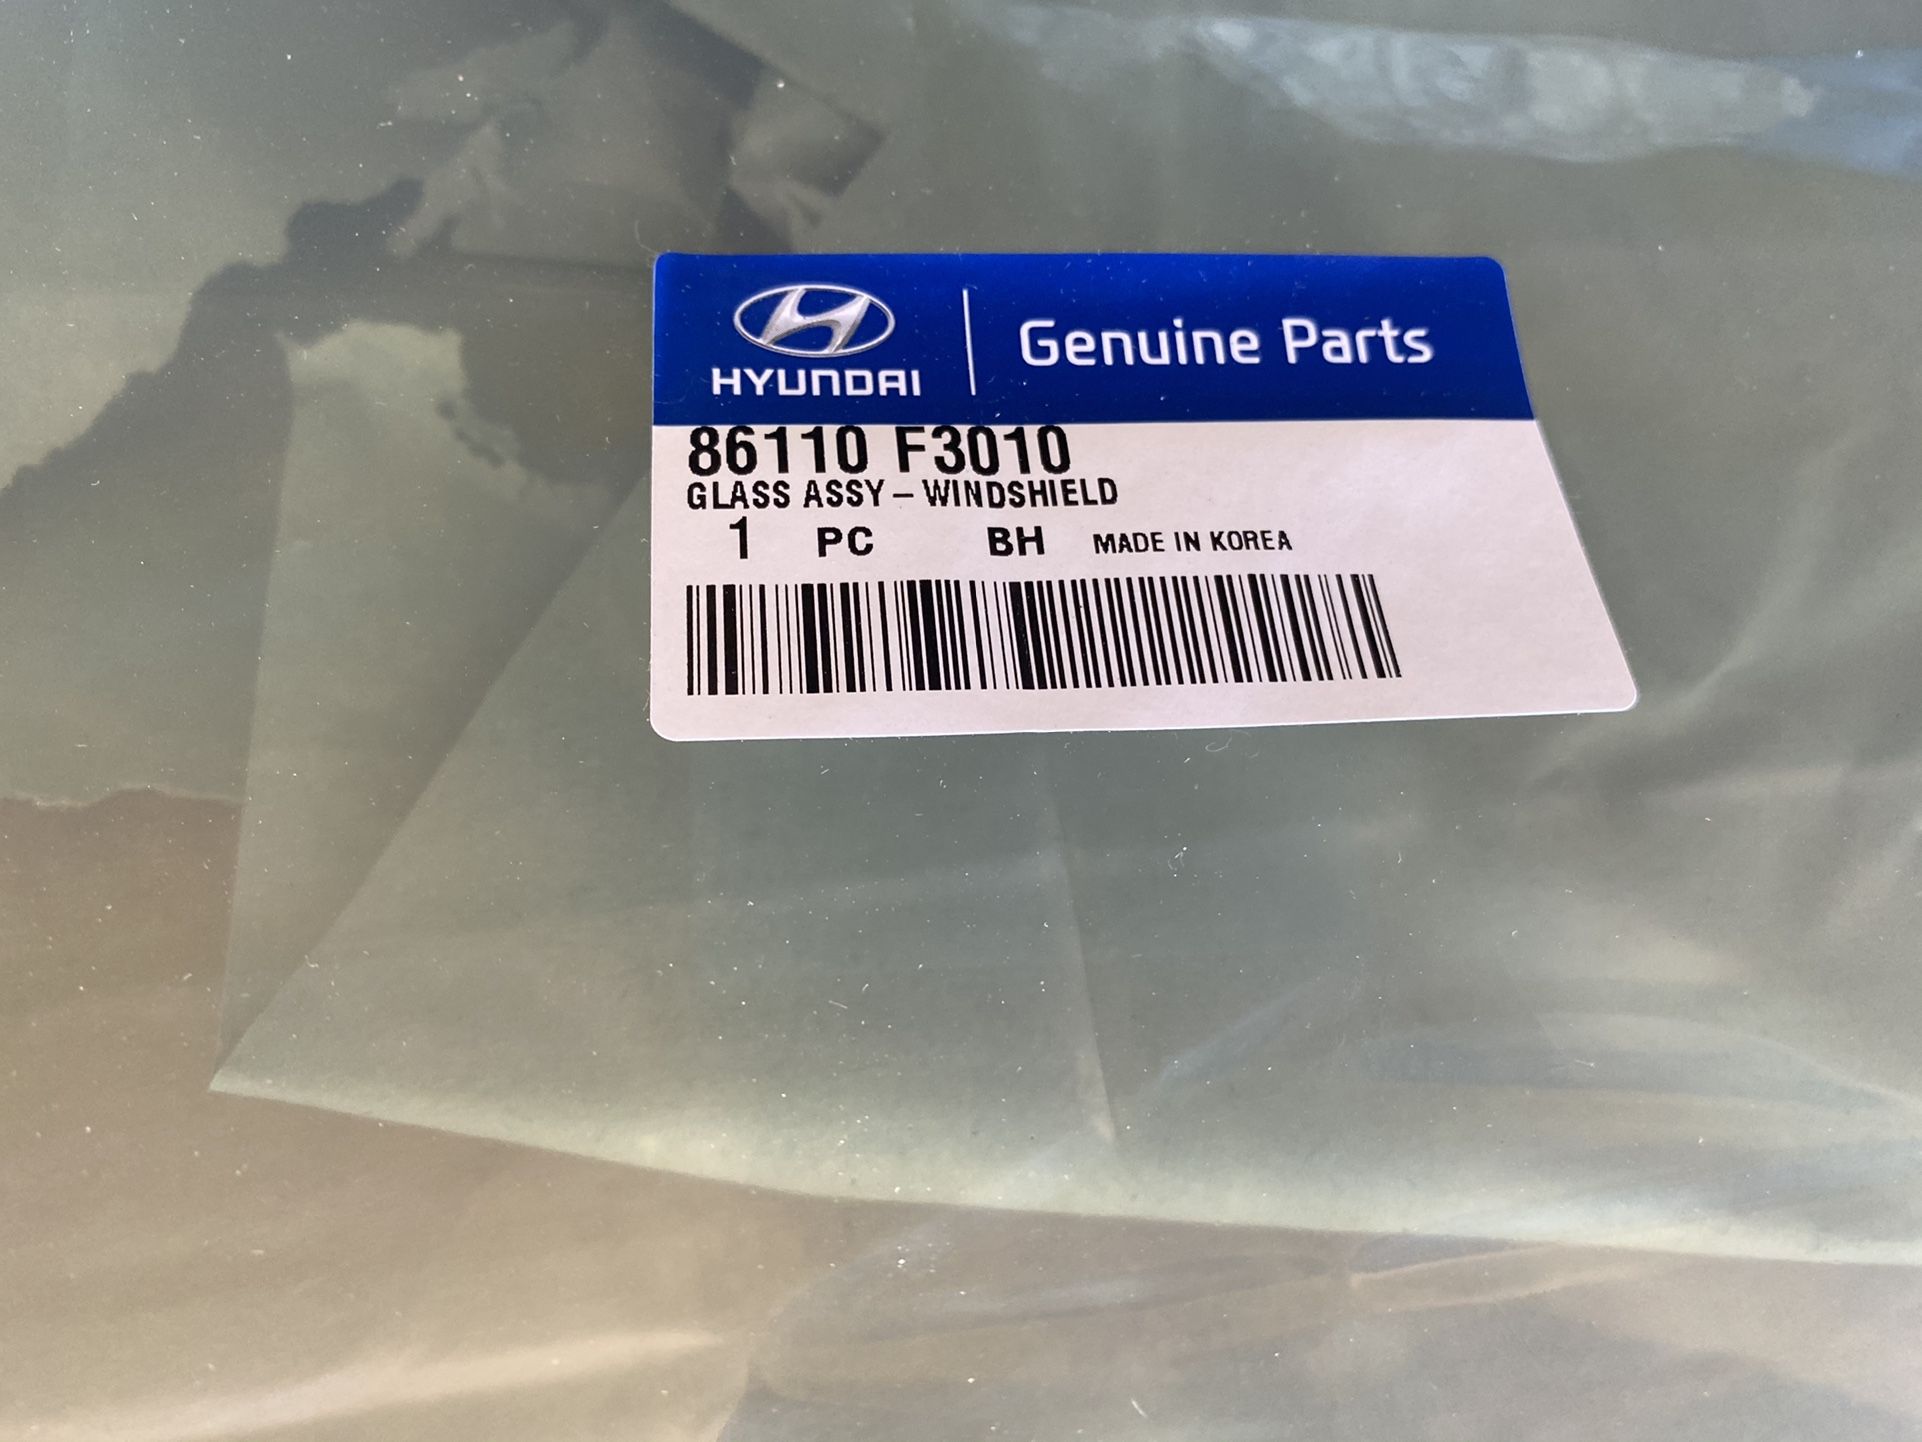 HYUNDAI
Genuine Parts
86110 F3010
GLASS ASSY – WINDSHIELD
1 PC BH MADE IN KOREA